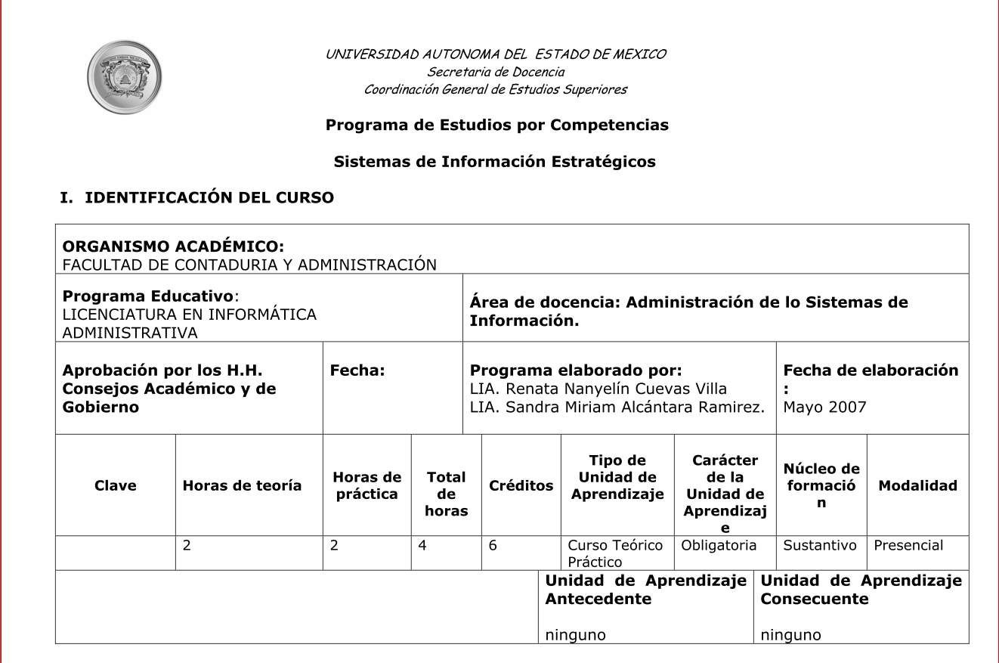 UNIVERSIDAD AUTONOMA DEL ESTADO DE MEXICO
Secretaria de Docencia
Coordinación General de Estudios Superiores
Programa de Estudios por Competencias
Sistemas de Información Estratégicos
I. IDENTIFICACIÓN DEL CURSO
ORGANISMO ACADÉMICO:
FACULTAD DE CONTADURIA Y ADMINISTRACIÓN
Programa Educativo:
LICENCIATURA EN INFORMÁTICA
ADMINISTRATIVA
Área de docencia: Administración de lo Sistemas de
Información.
Aprobación por los H.H.
Consejos Académico y de
Gobierno
Fecha:
Programa elaborado por:
LIA. Renata Nanyelín Cuevas Villa
LIA. Sandra Miriam Alcántara Ramirez.
Fecha de elaboración
:
Mayo 2007
Clave
Horas de teoría
Horas de
práctica
Total
de
horas
Créditos
Tipo de
Unidad de
Aprendizaje
Carácter
de la
Unidad de
Aprendizaj
e
Núcleo de
formació
n
Modalidad
2
2
4
6
Curso Teórico
Práctico
Obligatoria
Sustantivo
Presencial
Unidad de Aprendizaje
Antecedente
ninguno
Unidad de Aprendizaje
Consecuente
ninguno